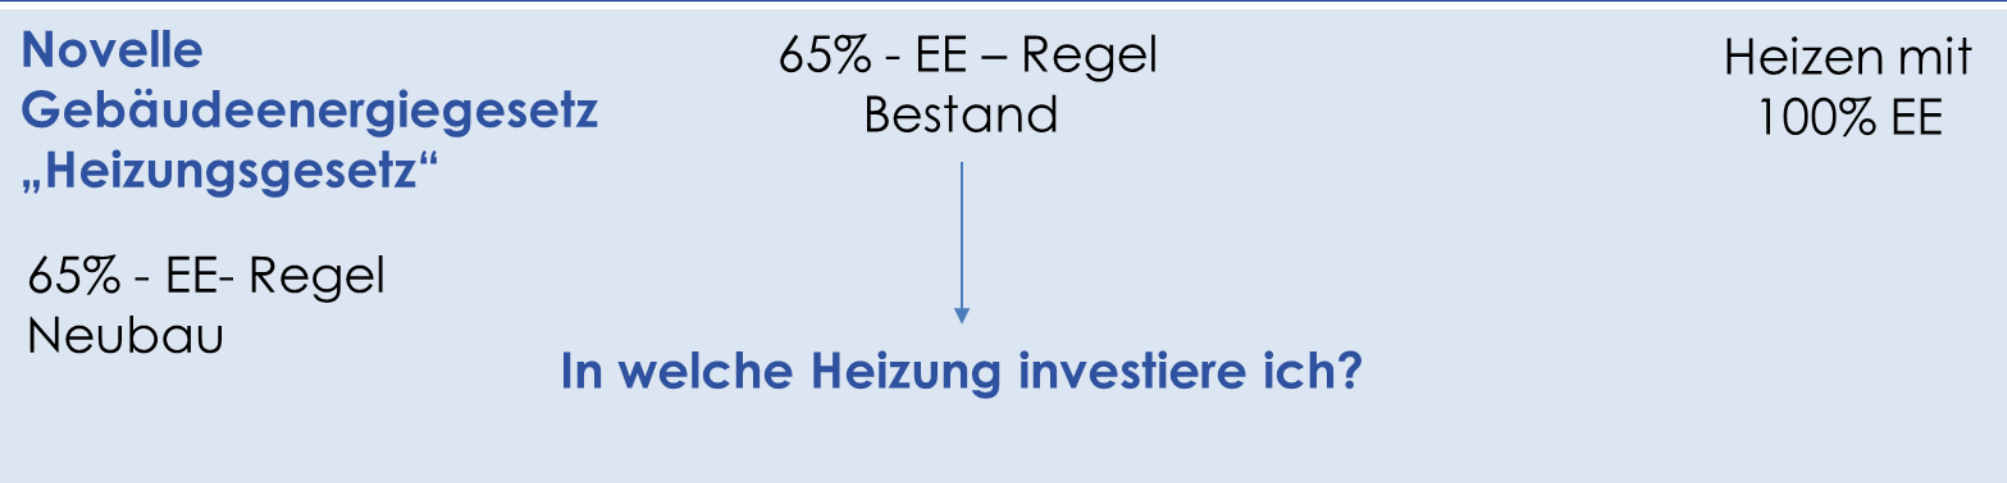 Novelle
Gebäudeenergiegesetz
„Heizungsgesetz“
65% - EE- Regel
Neubau
65% - EE – Regel
Bestand
In welche Heizung investiere ich?
Heizen mit
100% EE